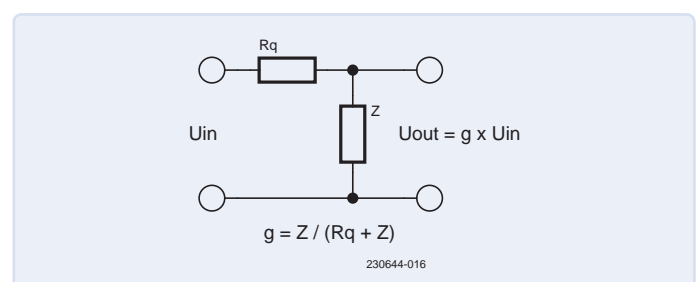 Rq
Z
Uin
Uout = g x Uin
g = Z / (Rq + Z)
230644-016